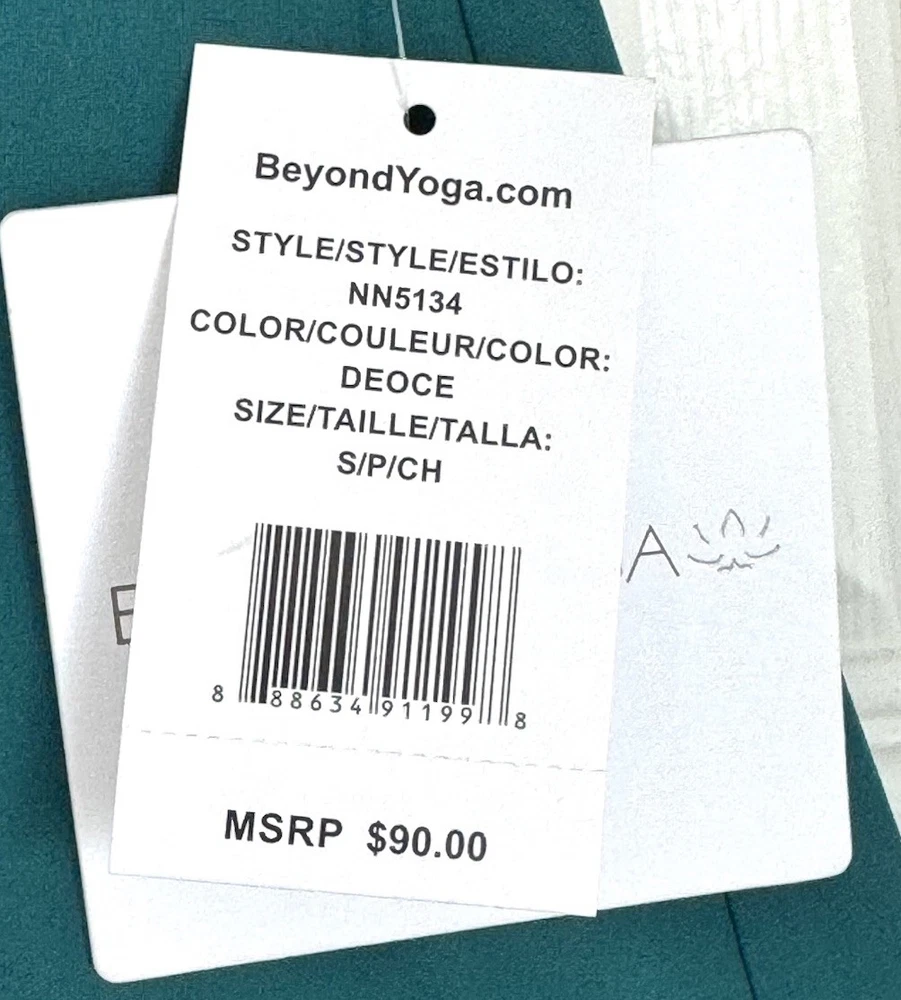 BeyondYoga.com
STYLE/STYLE/ESTILO:
NN5134
COLOR/COULEUR/COLOR:
DEOCE
SIZE/TAILLE/TALLA:
S/P/CH
8 88634 91199 8
MSRP $90.00